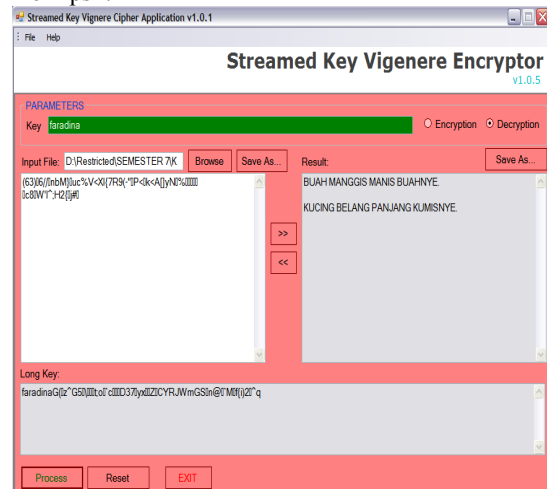 Streamed Key Vignere Cipher Application v1.0.1
File Help
Streamed Key Vigenere Encryptor
v1.0.5
PARAMETERS
Key faradina Encryption Decryption
Input File: D:\Restricted\SEMESTER 7\K Browse Save As... Result: Save As...
BUAH MANGGIS MANIS BUAHNYE.
KUCING BELANG PANJANG KUMISNYE.
>>
<<
Long Key:
Process Reset EXIT